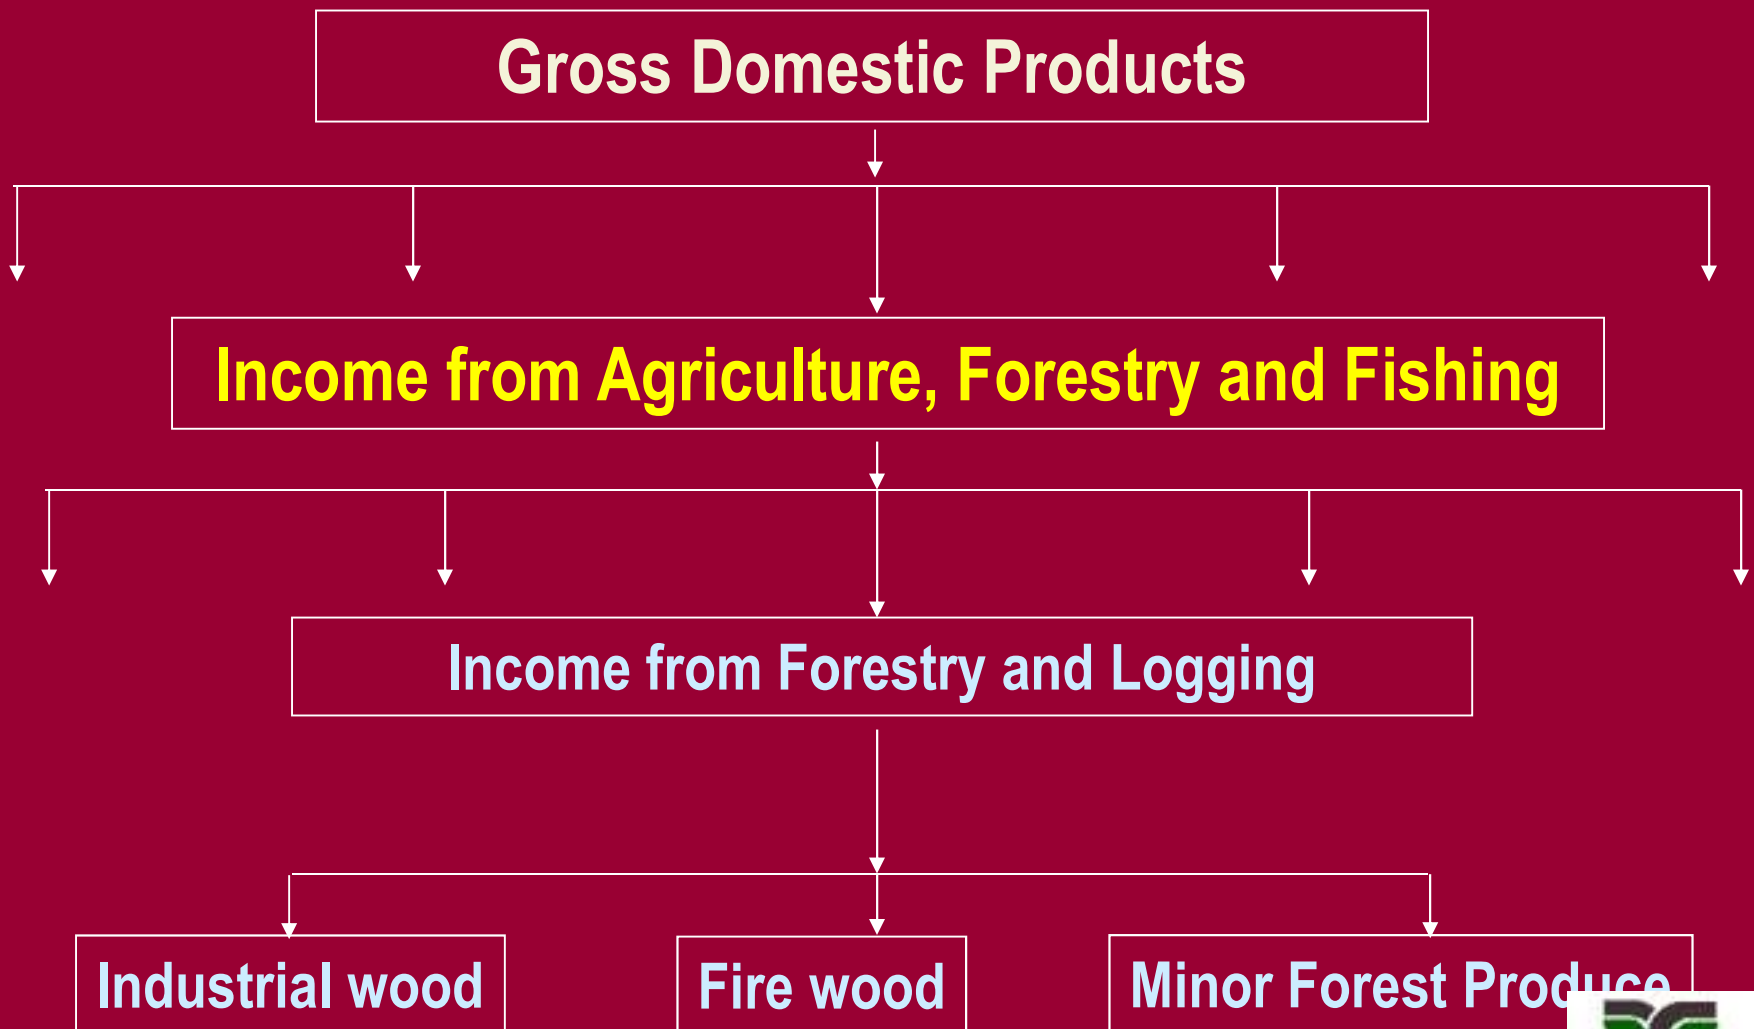 Gross Domestic Products
Income from Agriculture, Forestry and Fishing
Income from Forestry and Logging
Industrial wood
Fire wood
Minor Forest Produce